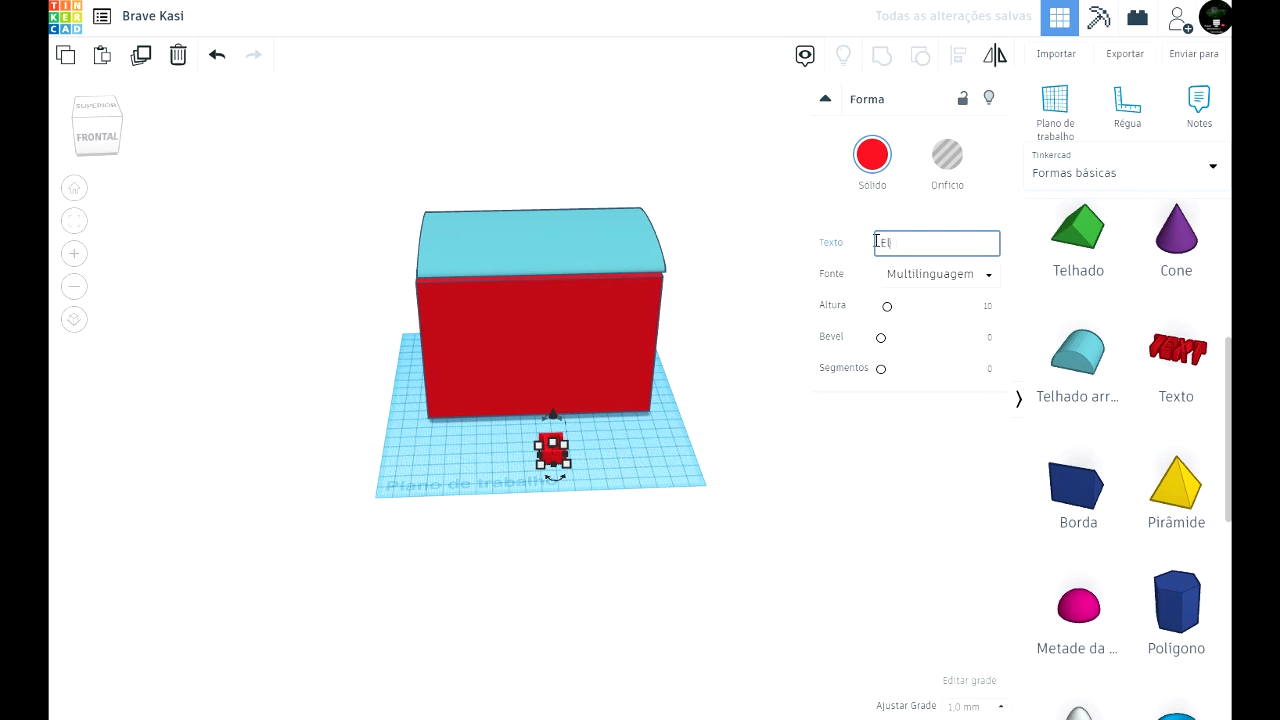 TIN
KER
CAD
Brave Kasi
Todas as alterações salvas
Importar
Exportar
Enviar para
SUPERIOR
FRONTAL
Forma
Sólido
Orifício
Texto
El
Fonte
Multilinguagem
Altura
10
Bevel
0
Segmentos
0
Plano de
trabalho
Régua
Notes
Tinkercad
Formas básicas
Telhado
Cone
TEXT
Telhado arr...
Texto
Borda
Pirâmide
Metade da ...
Polígono
Plano de trabalho
Editar grade
Ajustar Grade
1,0 mm